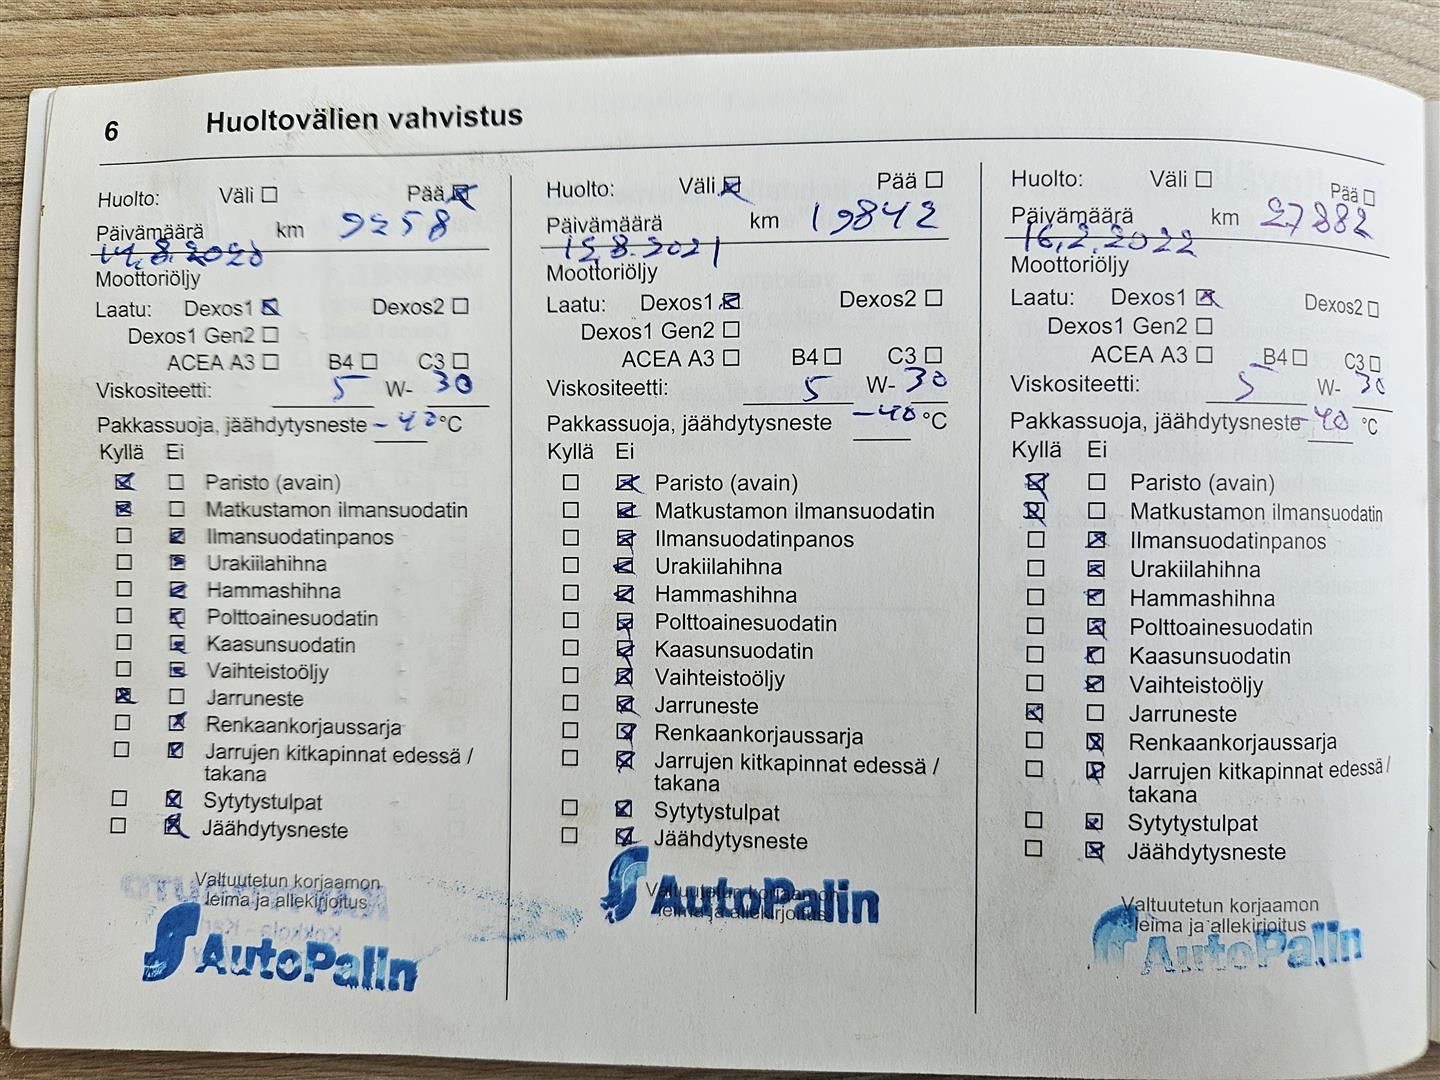 6 Huoltovälien vahvistus
Huolto: Väli ☐ Pää ☒
Päivämäärä km 9258
14.8.2020
Moottoriöljy
Laatu: Dexos1 ☒ Dexos2 ☐
Dexos1 Gen2 ☐
ACEA A3 ☐ B4 ☐ C3 ☐
Viskositeetti: 5 W- 30
Pakkassuoja, jäähdytysneste -40 °C
Kyllä Ei
☒ ☐ Paristo (avain)
☒ ☐ Matkustamon ilmansuodatin
☐ ☒ Ilmansuodatinpanos
☐ ☒ Urakiilahihna
☐ ☒ Hammashihna
☐ ☒ Polttoainesuodatin
☐ ☒ Kaasunsuodatin
☐ ☒ Vaihteistoöljy
☒ ☐ Jarruneste
☐ ☒ Renkaankorjaussarja
☐ ☒ Jarrujen kitkapinnat edessä /
takana
☐ ☒ Sytytystulpat
☐ ☒ Jäähdytysneste
Valtuutetun korjaamon
leima ja allekirjoitus
AutoPalin
Huolto: Väli ☒ Pää ☐
Päivämäärä km 19842
15.8.2021
Moottoriöljy
Laatu: Dexos1 ☒ Dexos2 ☐
Dexos1 Gen2 ☐
ACEA A3 ☐ B4 ☐ C3 ☐
Viskositeetti: 5 W- 30
Pakkassuoja, jäähdytysneste -40 °C
Kyllä Ei
☐ ☒ Paristo (avain)
☐ ☒ Matkustamon ilmansuodatin
☐ ☒ Ilmansuodatinpanos
☐ ☒ Urakiilahihna
☐ ☒ Hammashihna
☐ ☒ Polttoainesuodatin
☐ ☒ Kaasunsuodatin
☐ ☒ Vaihteistoöljy
☐ ☒ Jarruneste
☐ ☒ Renkaankorjaussarja
☐ ☒ Jarrujen kitkapinnat edessä /
takana
☐ ☒ Sytytystulpat
☐ ☒ Jäähdytysneste
Valtuutetun korjaamon
leima ja allekirjoitus
AutoPalin
Huolto: Väli ☐ Pää ☐
Päivämäärä km 27882
16.2.2022
Moottoriöljy
Laatu: Dexos1 ☒ Dexos2 ☐
Dexos1 Gen2 ☐
ACEA A3 ☐ B4 ☐ C3 ☐
Viskositeetti: 5 W- 30
Pakkassuoja, jäähdytysneste -40 °C
Kyllä Ei
☒ ☐ Paristo (avain)
☒ ☐ Matkustamon ilmansuodatin
☐ ☒ Ilmansuodatinpanos
☐ ☒ Urakiilahihna
☐ ☒ Hammashihna
☐ ☒ Polttoainesuodatin
☐ ☒ Kaasunsuodatin
☐ ☒ Vaihteistoöljy
☒ ☐ Jarruneste
☐ ☒ Renkaankorjaussarja
☐ ☒ Jarrujen kitkapinnat edessä /
takana
☐ ☒ Sytytystulpat
☐ ☒ Jäähdytysneste
Valtuutetun korjaamon
leima ja allekirjoitus
AutoPalin